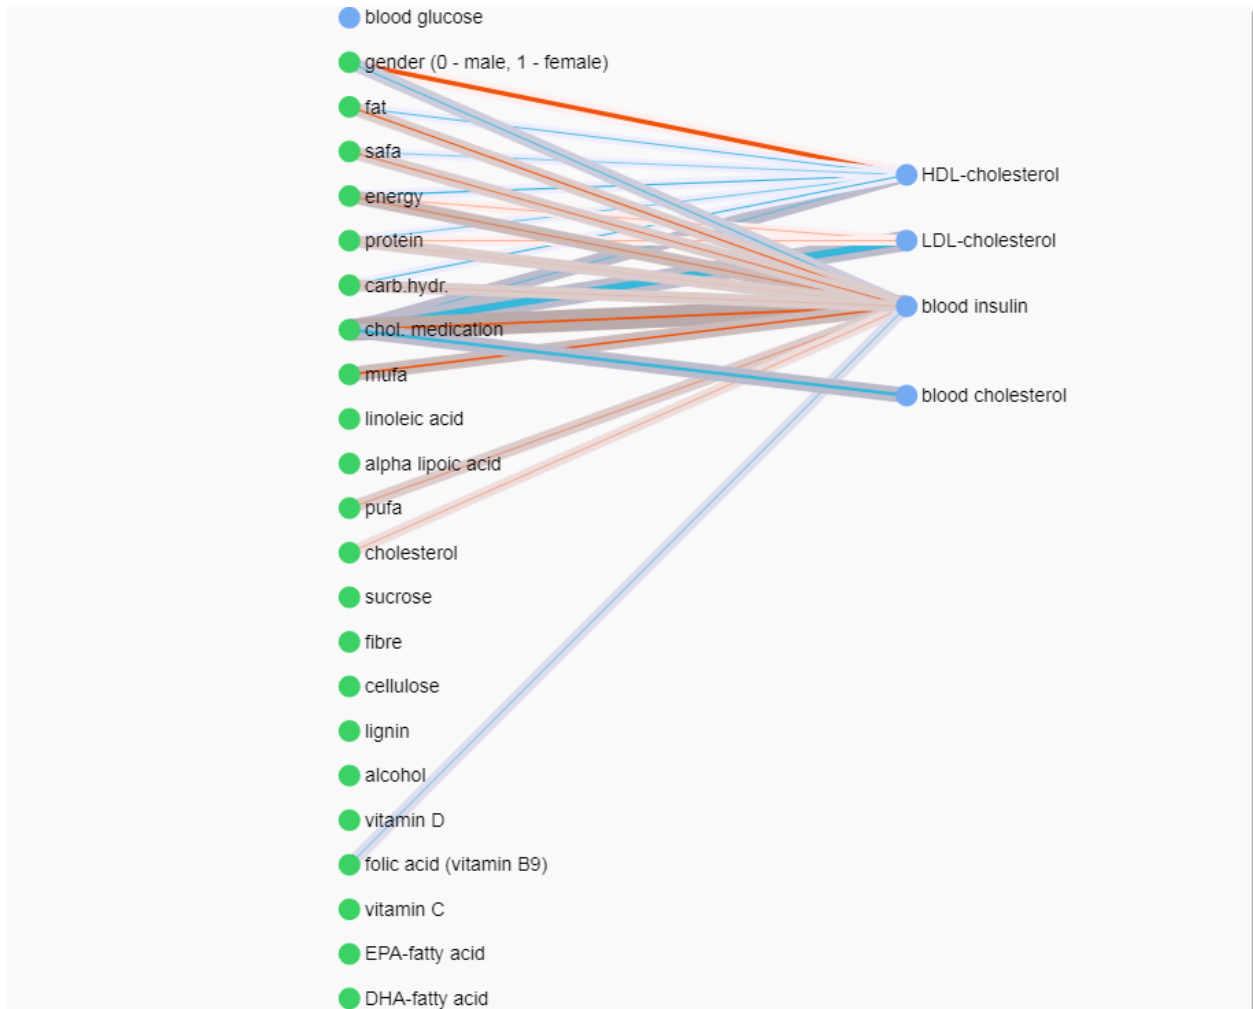 blood glucose
gender (0 - male, 1 - female)
fat
safa
energy
protein
carb.hydr.
chol. medication
mufa
linoleic acid
alpha lipoic acid
pufa
cholesterol
sucrose
fibre
cellulose
lignin
alcohol
vitamin D
folic acid (vitamin B9)
vitamin C
EPA-fatty acid
DHA-fatty acid
HDL-cholesterol
LDL-cholesterol
blood insulin
blood cholesterol